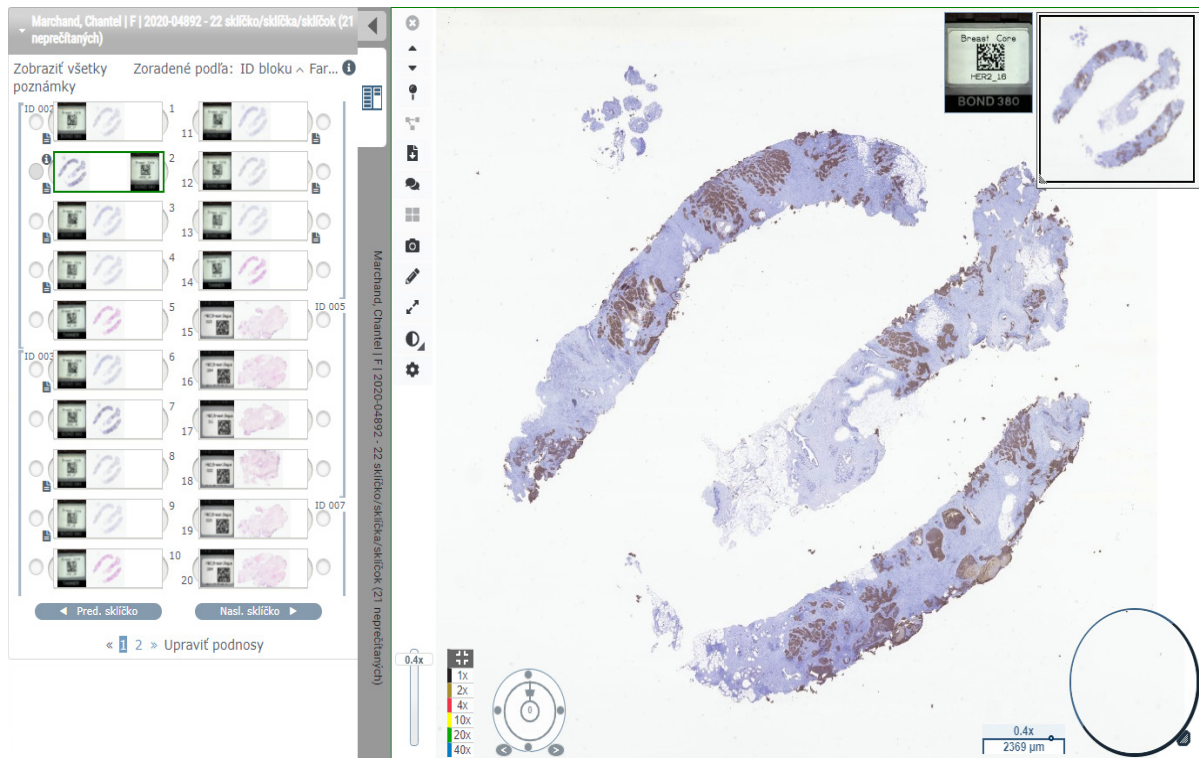 Marchand, Chantel | F | 2020-04892 - 22 sklíčko/sklíčka/sklíčok (21
neprečítaných)
Zobraziť všetky
poznámky
Zoradené podľa: ID bloku
Far...
ID 002
1
11
2
12
3
13
4
14
5
ID 005
15
ID 003
6
16
7
17
8
18
9
ID 007
19
10
20
Pred. sklíčko
Nasl. sklíčko
« 1 2 » Upraviť podnosy
Marchand, Chantel | F | 2020-04892 - 22 sklíčko/sklíčka/sklíčok (21 neprečítaných)
Breast Core
HER2_18
BOND 380
0.4x
1x
2x
4x
10x
20x
40x
0
0.4x
2369 µm